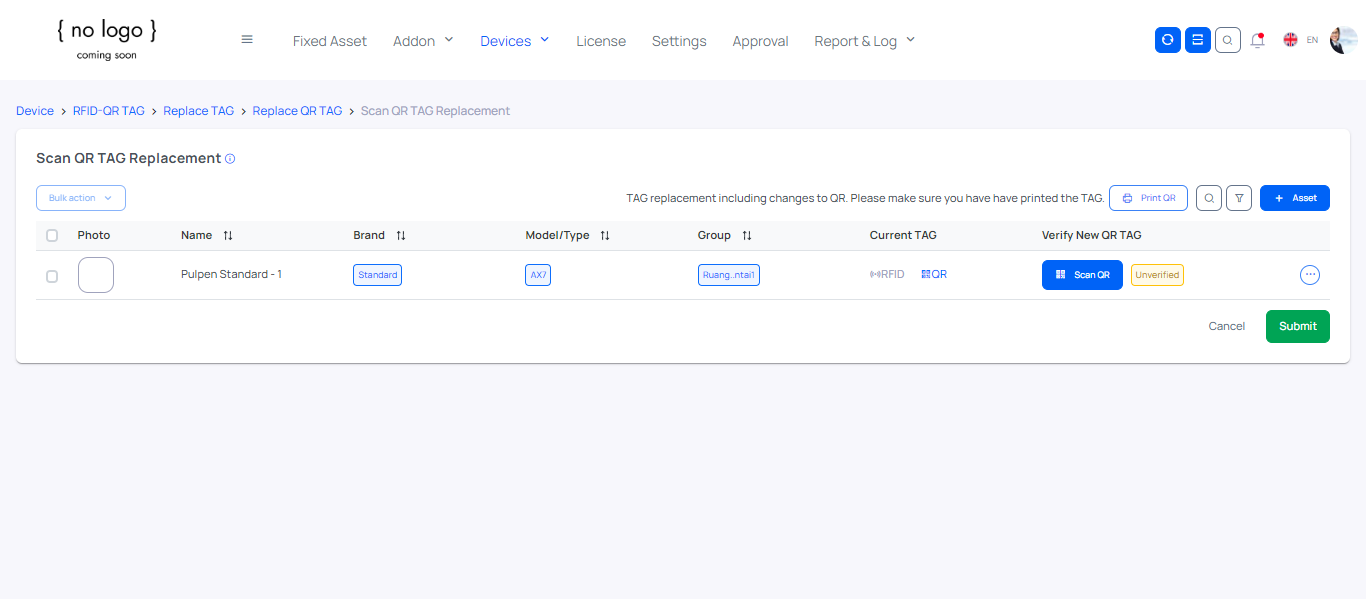 { no logo }
coming soon
Fixed Asset Addon Devices License Settings Approval Report & Log EN
Device > RFID-QR TAG > Replace TAG > Replace QR TAG > Scan QR TAG Replacement
Scan QR TAG Replacement
Bulk action TAG replacement including changes to QR. Please make sure you have have printed the TAG. Print QR + Asset
Photo Name Brand Model/Type Group Current TAG Verify New QR TAG
Pulpen Standard - 1 Standard AX7 Ruang..ntai1 RFID QR Scan QR Unverified
Cancel Submit